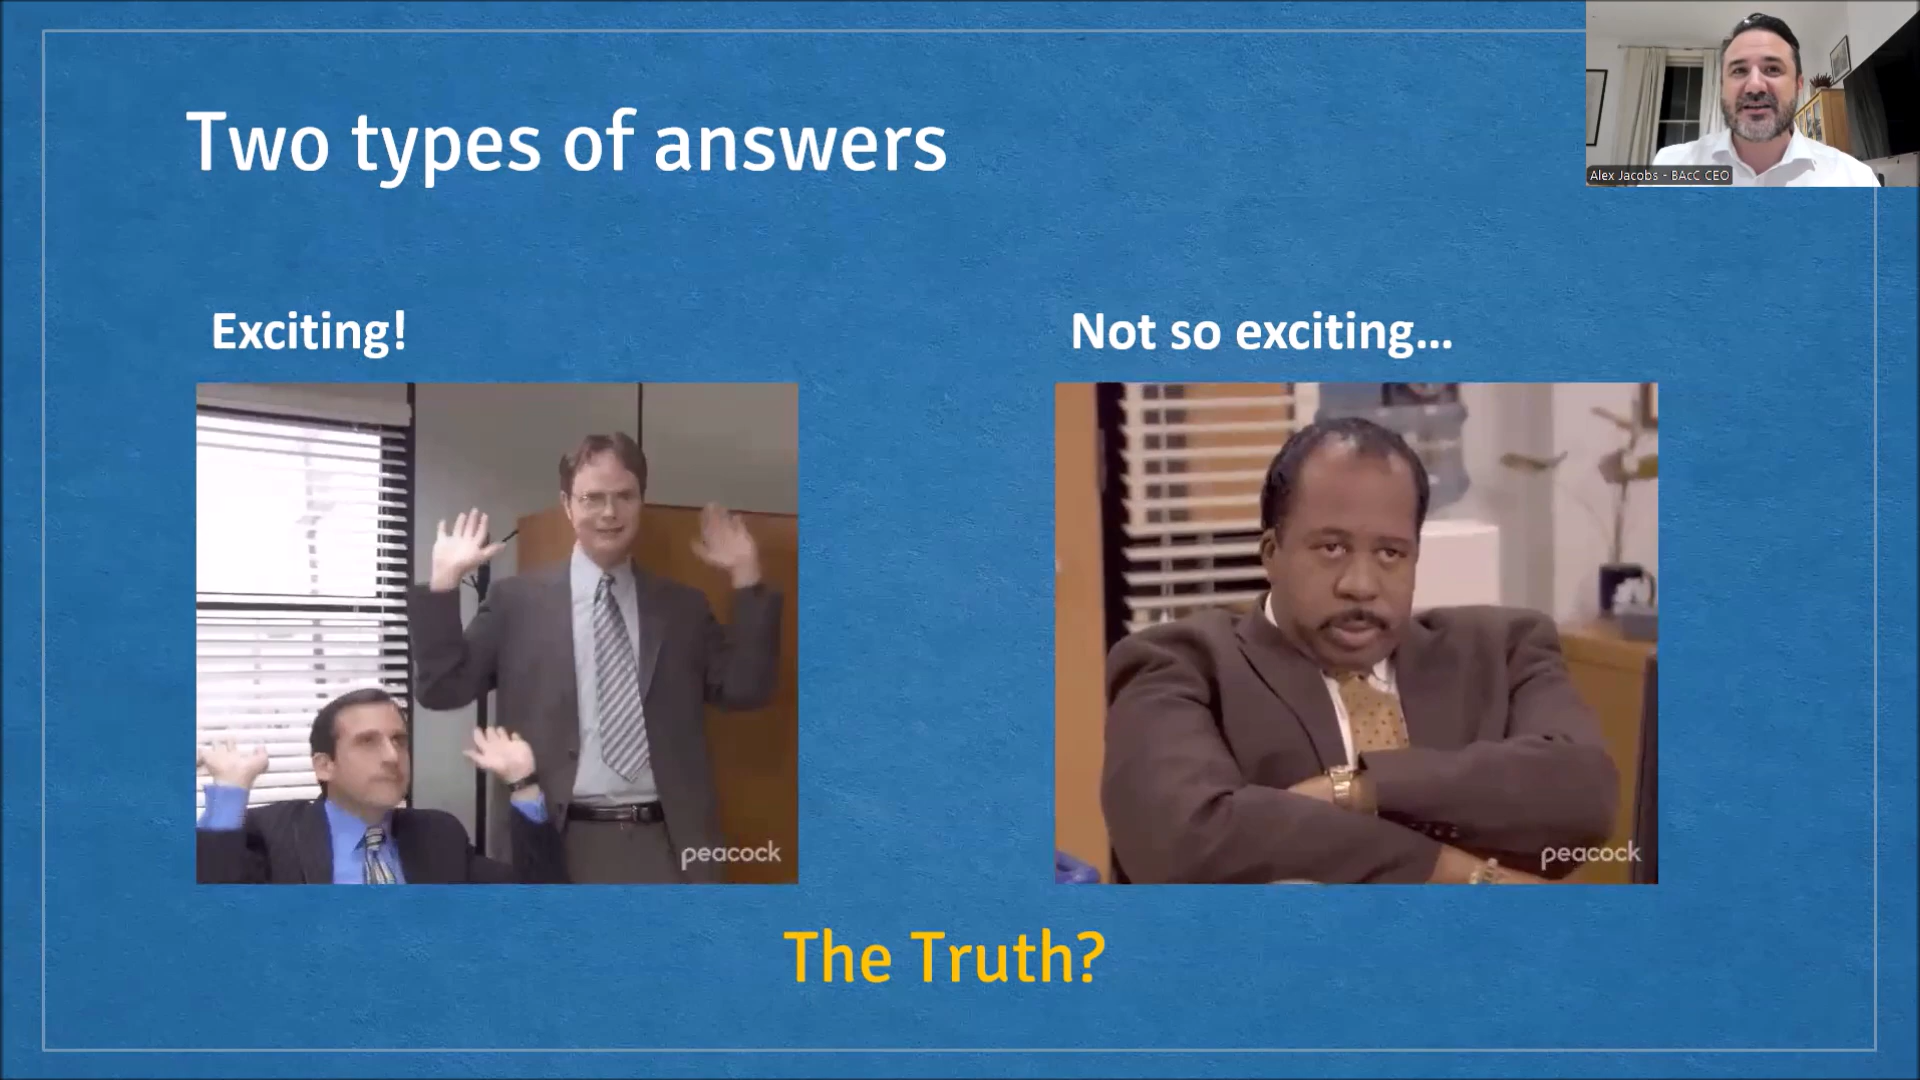 Two types of answers
Alex Jacobs - BAcC CEO
Exciting!
Not so exciting...
peacock
peacock
The Truth?